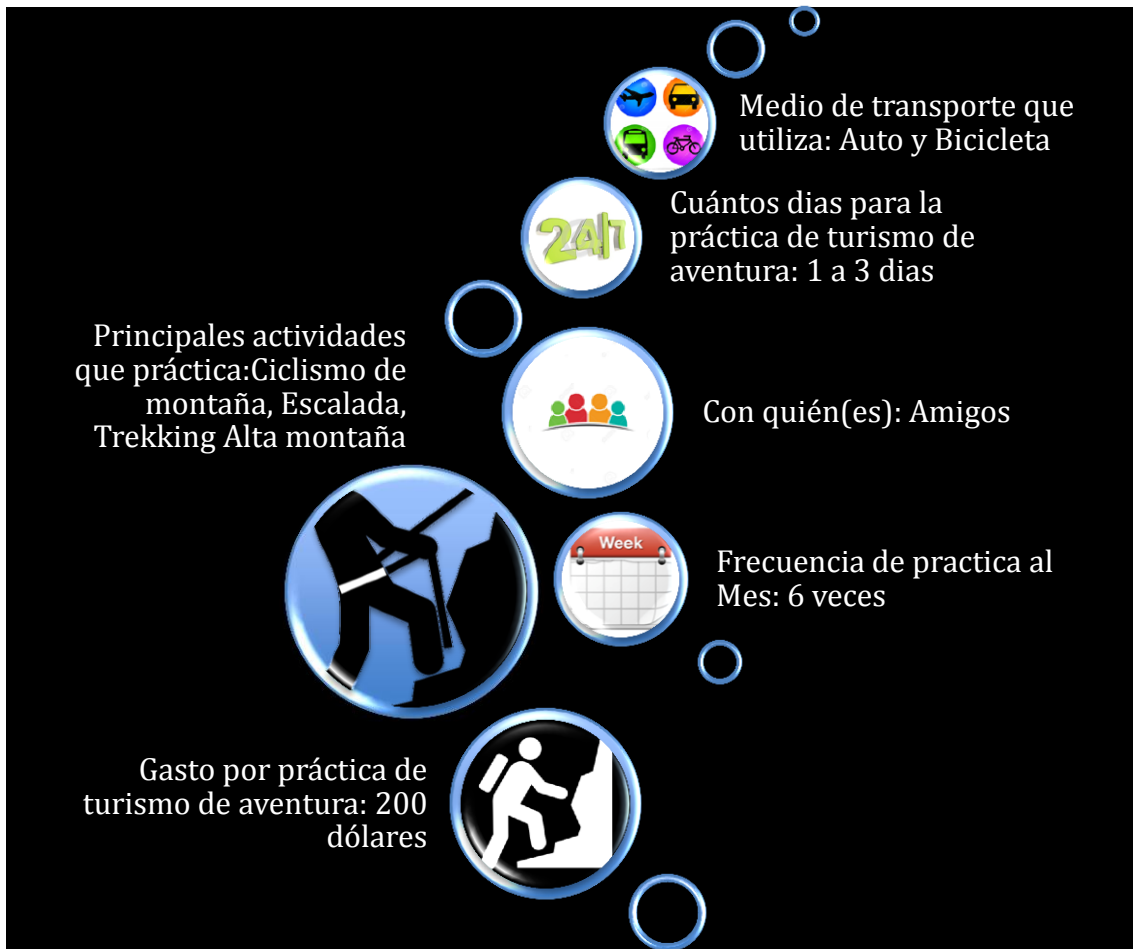 Medio de transporte que
utiliza: Auto y Bicicleta
24/7
Cuántos dias para la
práctica de turismo de
aventura: 1 a 3 dias
Principales actividades
que práctica:Ciclismo de
montaña, Escalada,
Trekking Alta montaña
Con quién(es): Amigos
Week
Frecuencia de practica al
Mes: 6 veces
Gasto por práctica de
turismo de aventura: 200
dólares